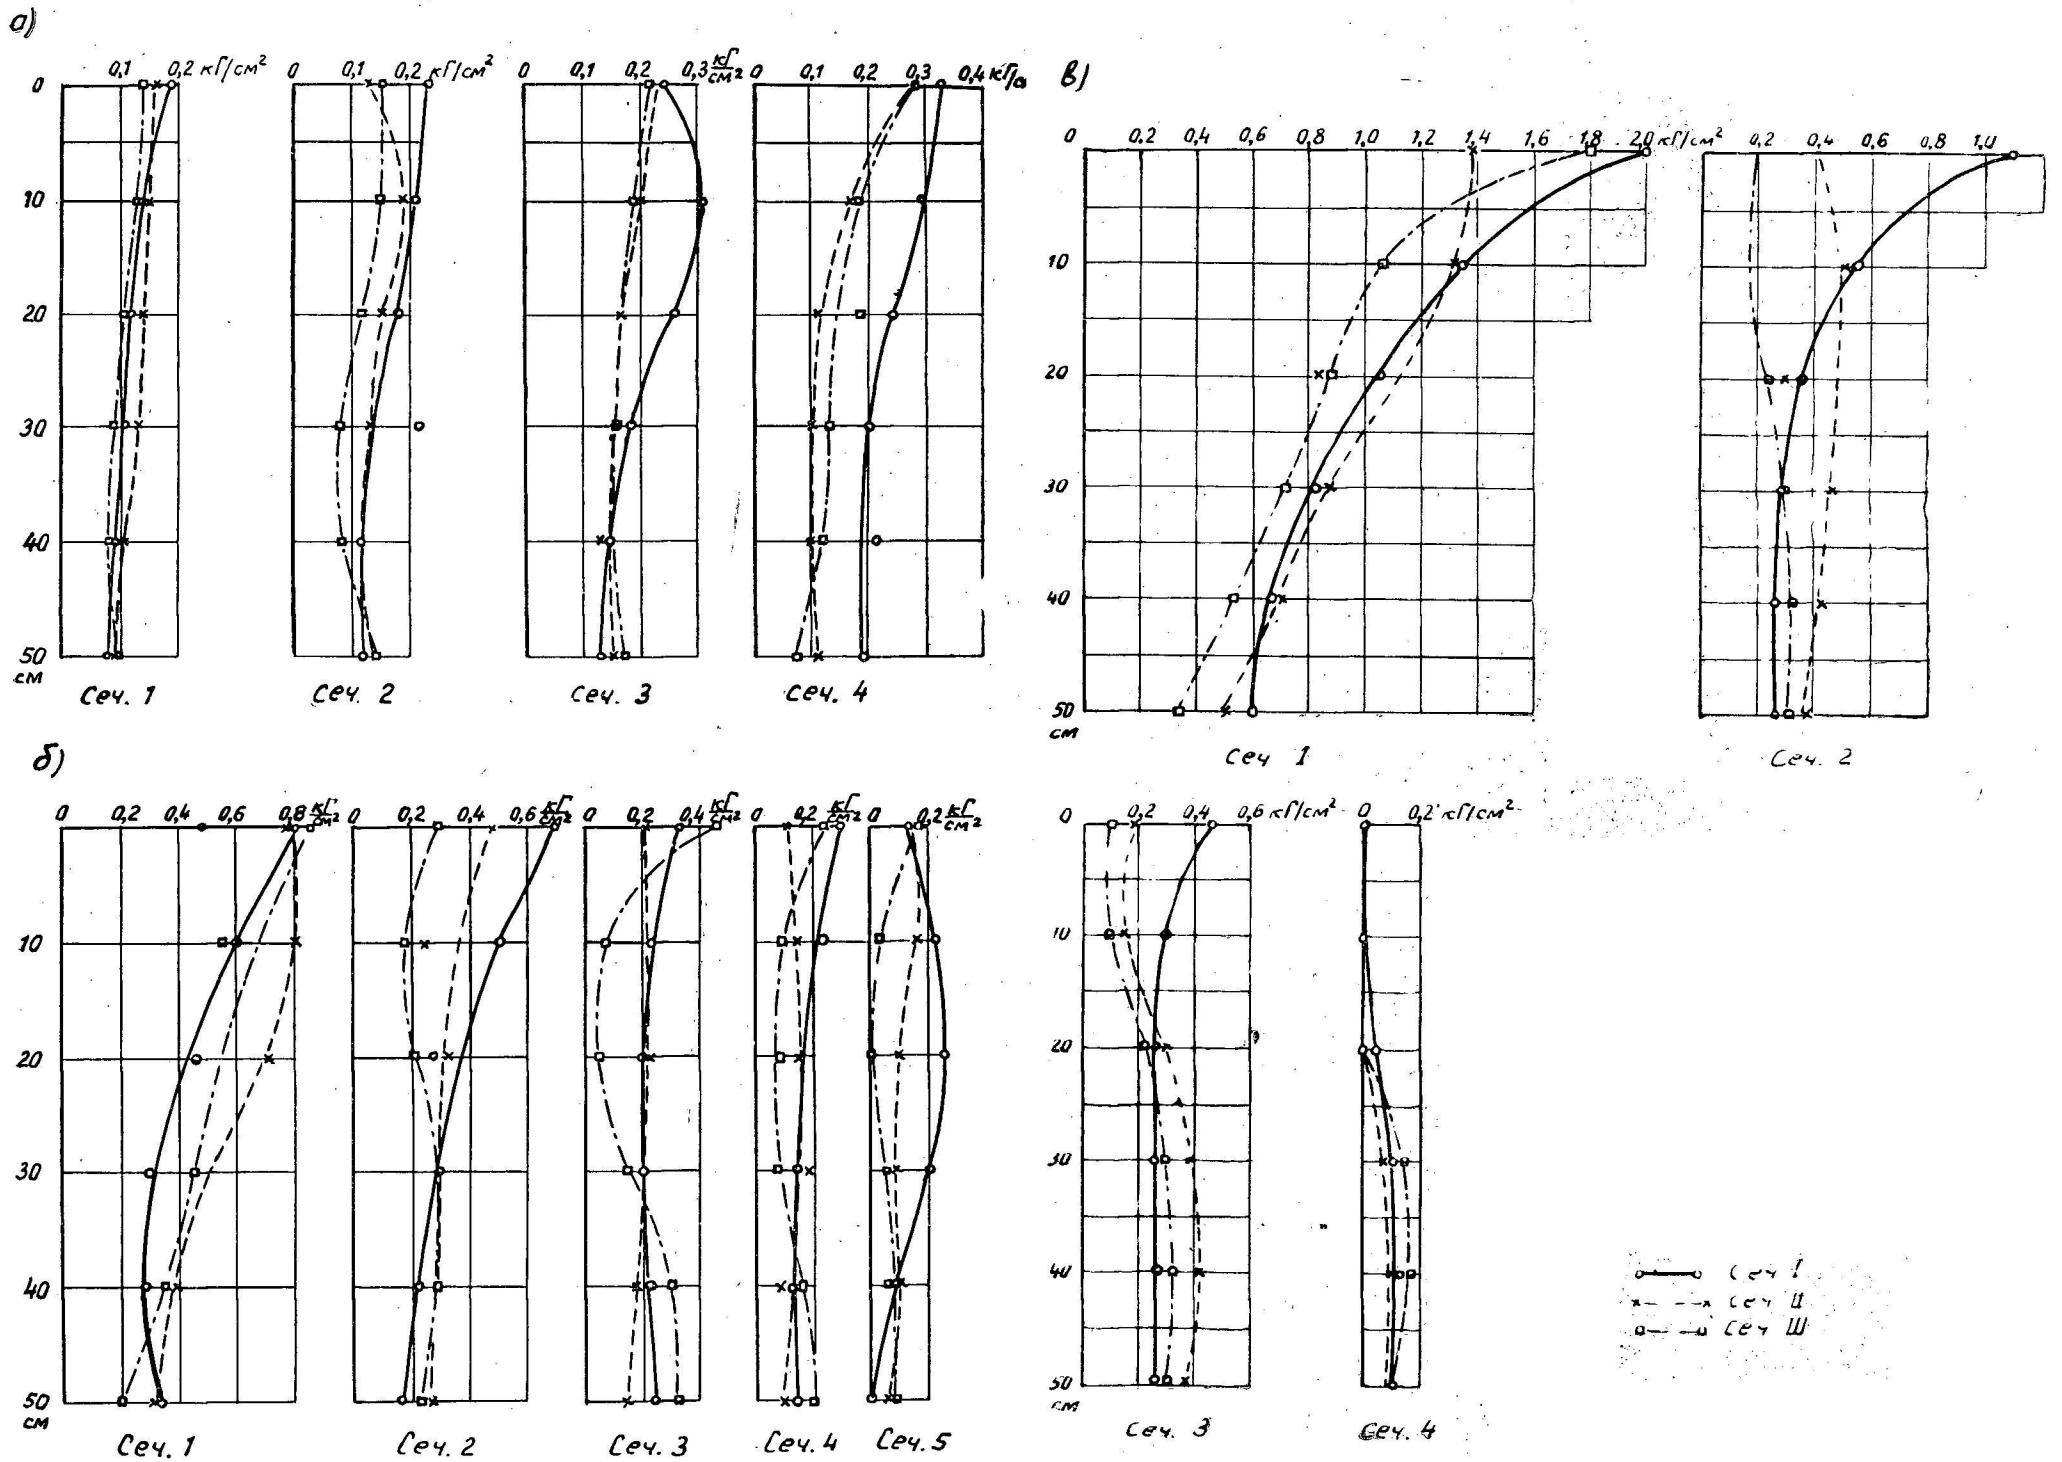 а)
0,1 0,2 кГ/см²
0 0,1 0,2 кГ/см²
0 0,1 0,2 0,3 кГ/см²
0 0,1 0,2 0,3 0,4 кГ/с
0
10
20
30
40
50
см
Сеч. 1
Сеч. 2
Сеч. 3
Сеч. 4
б)
0 0,2 0,4 0,6 0,8 кГ/см²
0 0,2 0,4 0,6 кГ/см²
0 0,2 0,4 кГ/см²
0 0,2 кГ/см²
0 0,2 кГ/см²
10
20
30
40
50
см
Сеч. 1
Сеч. 2
Сеч. 3
Сеч. 4
Сеч. 5
в)
0 0,2 0,4 0,6 0,8 1,0 1,2 1,4 1,6 1,8 2,0 кГ/см²
0,2 0,4 0,6 0,8 1,0
10
20
30
40
50
см
Сеч 1
Сеч. 2
0 0,2 0,4 0,6 кГ/см²
0 0,2 кГ/см²
10
20
30
40
50
см
Сеч. 3
Сеч. 4
Сеч I
Сеч II
Сеч III